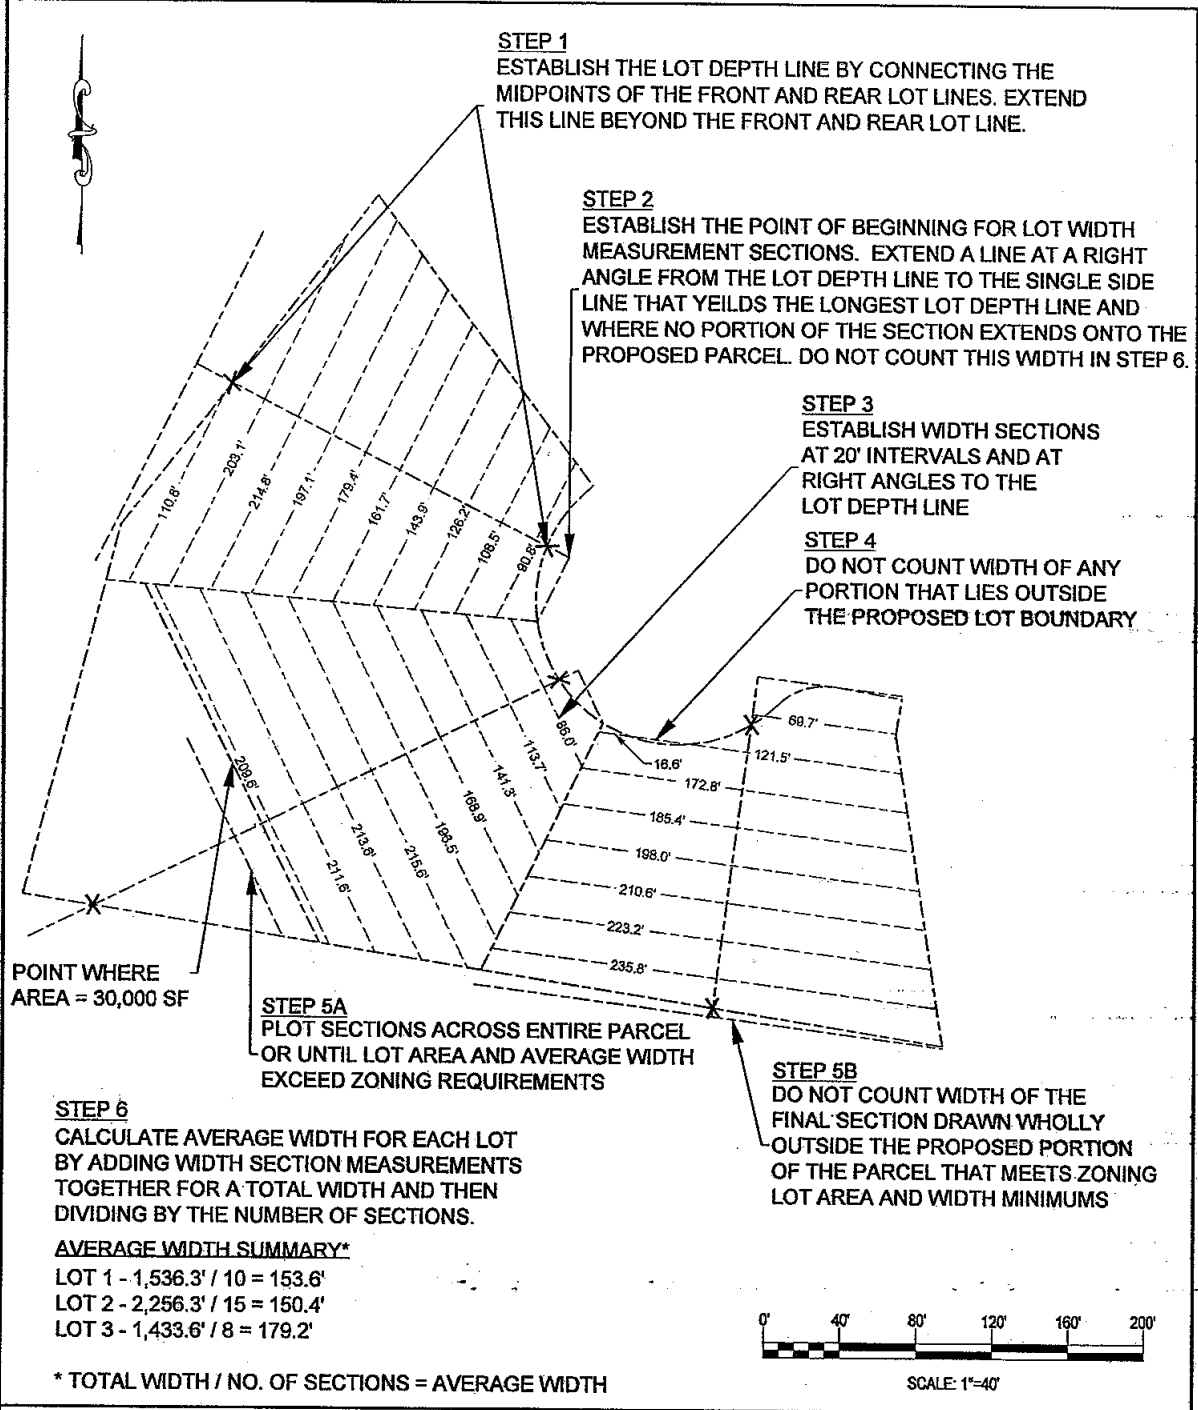 STEP 1
ESTABLISH THE LOT DEPTH LINE BY CONNECTING THE
MIDPOINTS OF THE FRONT AND REAR LOT LINES. EXTEND
THIS LINE BEYOND THE FRONT AND REAR LOT LINE.
STEP 2
ESTABLISH THE POINT OF BEGINNING FOR LOT WIDTH
MEASUREMENT SECTIONS. EXTEND A LINE AT A RIGHT
ANGLE FROM THE LOT DEPTH LINE TO THE SINGLE SIDE
LINE THAT YEILDS THE LONGEST LOT DEPTH LINE AND
WHERE NO PORTION OF THE SECTION EXTENDS ONTO THE
PROPOSED PARCEL. DO NOT COUNT THIS WIDTH IN STEP 6.
STEP 3
ESTABLISH WIDTH SECTIONS
AT 20' INTERVALS AND AT
RIGHT ANGLES TO THE
LOT DEPTH LINE
STEP 4
DO NOT COUNT WIDTH OF ANY
PORTION THAT LIES OUTSIDE
THE PROPOSED LOT BOUNDARY
110.8'
203.1'
214.8'
197.1'
179.4'
161.7'
143.9'
126.2'
108.5'
90.8'
209.6'
211.6'
213.6'
215.6'
196.5'
168.9'
141.3'
113.7'
86.0'
16.6'
69.7'
121.5'
172.8'
185.4'
198.0'
210.6'
223.2'
235.8'
POINT WHERE
AREA = 30,000 SF
STEP 5A
PLOT SECTIONS ACROSS ENTIRE PARCEL
OR UNTIL LOT AREA AND AVERAGE WIDTH
EXCEED ZONING REQUIREMENTS
STEP 5B
DO NOT COUNT WIDTH OF THE
FINAL SECTION DRAWN WHOLLY
OUTSIDE THE PROPOSED PORTION
OF THE PARCEL THAT MEETS ZONING
LOT AREA AND WIDTH MINIMUMS
STEP 6
CALCULATE AVERAGE WIDTH FOR EACH LOT
BY ADDING WIDTH SECTION MEASUREMENTS
TOGETHER FOR A TOTAL WIDTH AND THEN
DIVIDING BY THE NUMBER OF SECTIONS.
AVERAGE WIDTH SUMMARY*
LOT 1 - 1,536.3' / 10 = 153.6'
LOT 2 - 2,256.3' / 15 = 150.4'
LOT 3 - 1,433.6' / 8 = 179.2'
* TOTAL WIDTH / NO. OF SECTIONS = AVERAGE WIDTH
0' 40' 80' 120' 160' 200'
SCALE: 1"=40'